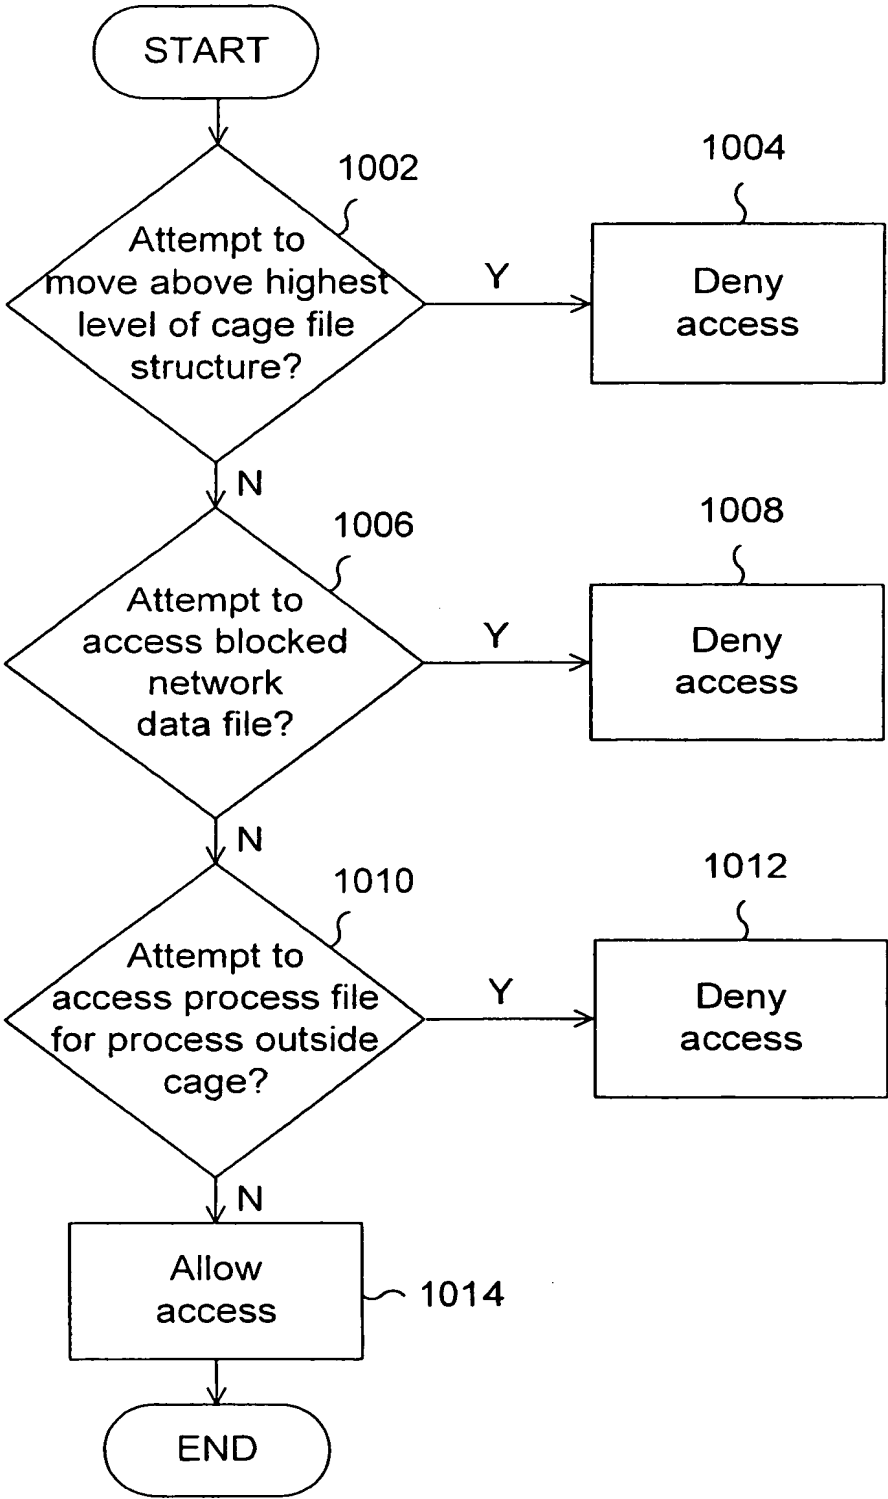 START
1002
1004
Attempt to
move above highest
level of cage file
structure?
Y
Deny
access
N
1006
1008
Attempt to
access blocked
network
data file?
Y
Deny
access
N
1010
1012
Attempt to
access process file
for process outside
cage?
Y
Deny
access
N
Allow
access
1014
END